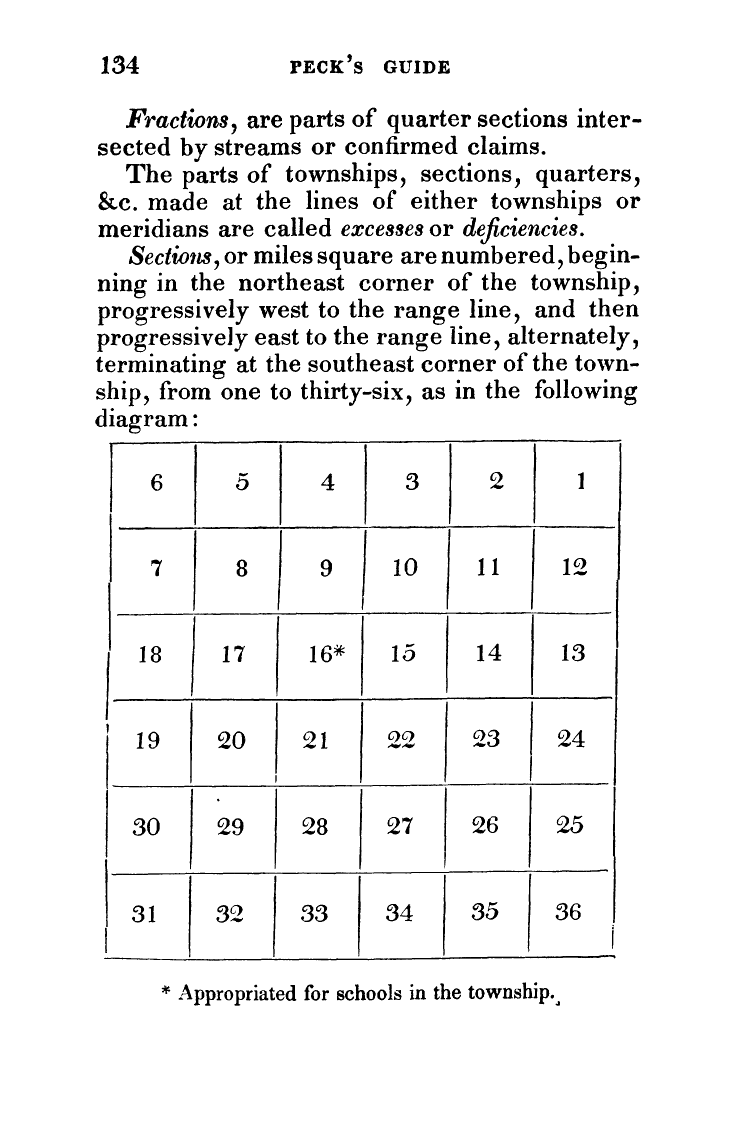 134 PECK'S GUIDE
Fractions, are parts of quarter sections inter-
sected by streams or confirmed claims.
The parts of townships, sections, quarters,
&c. made at the lines of either townships or
meridians are called excesses or deficiencies.
Sections, or miles square are numbered, begin-
ning in the northeast corner of the township,
progressively west to the range line, and then
progressively east to the range line, alternately,
terminating at the southeast corner of the town-
ship, from one to thirty-six, as in the following
diagram:
6 5 4 3 2 1
7 8 9 10 11 12
18 17 16* 15 14 13
19 20 21 22 23 24
30 29 28 27 26 25
31 32 33 34 35 36
* Appropriated for schools in the township.